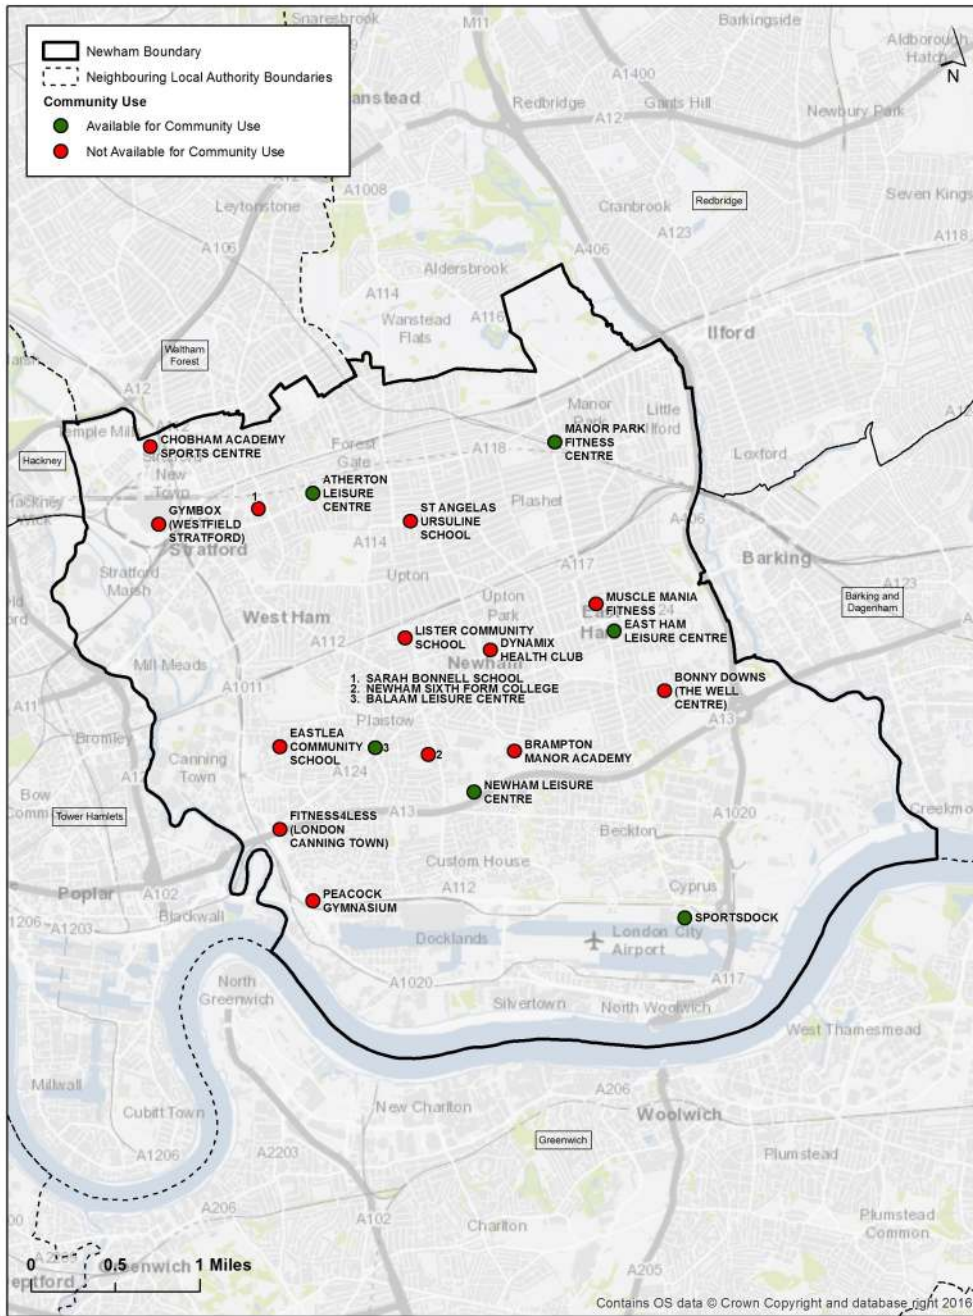 Newham Boundary
Neighbouring Local Authority Boundaries
Community Use
Available for Community Use
Not Available for Community Use
N
Snaresbrook
M11
Barkingside
Aldborough
Hatch
A1400
Redbridge
Gants Hill
Newbury Park
A12
A12
A1008
Leytonstone
Cranbrook
Redbridge
Seven Kings
A123
A118
A106
A406
Aldersbrook
A114
Wanstead
Flats
A116
Ilford
Waltham
Forest
A12
Manor
Park
Little
Ilford
MANOR PARK
FITNESS
CENTRE
Loxford
CHOBHAM ACADEMY
SPORTS CENTRE
Forest
Gate
A118
Hackney
New
Town
ATHERTON
LEISURE
CENTRE
Plashet
1
GYMBOX
(WESTFIELD
STRATFORD)
ST ANGELAS
URSULINE
SCHOOL
A406
Stratford
A114
Barking
Stratford
Marsh
Upton
A117
A123
Barking and
Dagenham
West Ham
Upton
Park
MUSCLE MANIA
FITNESS
EAST HAM
LEISURE CENTRE
A112
LISTER COMMUNITY
SCHOOL
DYNAMIX
HEALTH CLUB
Mill Meads
Newham
A1011
1. SARAH BONNELL SCHOOL
2. NEWHAM SIXTH FORM COLLEGE
3. BALAAM LEISURE CENTRE
BONNY DOWNS
(THE WELL
CENTRE)
A11
A13
Plaistow
Bromley
EASTLEA
COMMUNITY
SCHOOL
3
2
BRAMPTON
MANOR ACADEMY
Canning
Town
A124
NEWHAM LEISURE
CENTRE
Bow
Tower Hamlets
A13
A1020
FITNESS4LESS
(LONDON
CANNING TOWN)
Beckton
Custom House
Poplar
A102
A112
Cyprus
PEACOCK
GYMNASIUM
Blackwall
SPORTSDOCK
A1203
Docklands
London City
Airport
A1020
A117
North
Greenwich
Silvertown
North Woolwich
West Thamesmead
Millwall
A206
New Charlton
Woolwich
Cubitt Town
Greenwich
A1206
A2203
Plumstead
A206
A102
Charlton
Plumstead
Common
Greenwich
A205
0 0.5 1 Miles
Contains OS data © Crown Copyright and database right 2016